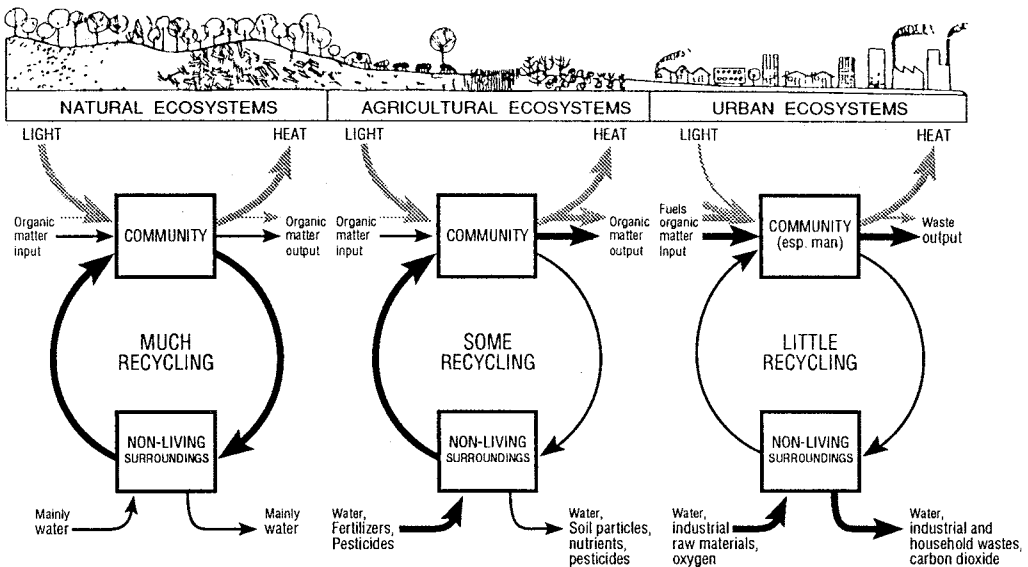 NATURAL ECOSYSTEMS
AGRICULTURAL ECOSYSTEMS
URBAN ECOSYSTEMS
LIGHT
HEAT
Organic
matter
input
COMMUNITY
Organic
matter
output
MUCH
RECYCLING
NON-LIVING
SURROUNDINGS
Mainly
water
Mainly
water
LIGHT
HEAT
Organic
matter
input
COMMUNITY
Organic
matter
output
SOME
RECYCLING
NON-LIVING
SURROUNDINGS
Water,
Fertilizers,
Pesticides
Water,
Soil particles,
nutrients,
pesticides
LIGHT
HEAT
Fuels
organic
matter
Input
COMMUNITY
(esp. man)
Waste
output
LITTLE
RECYCLING
NON-LIVING
SURROUNDINGS
Water,
industrial
raw materials,
oxygen
Water,
industrial and
household wastes,
carbon dioxide